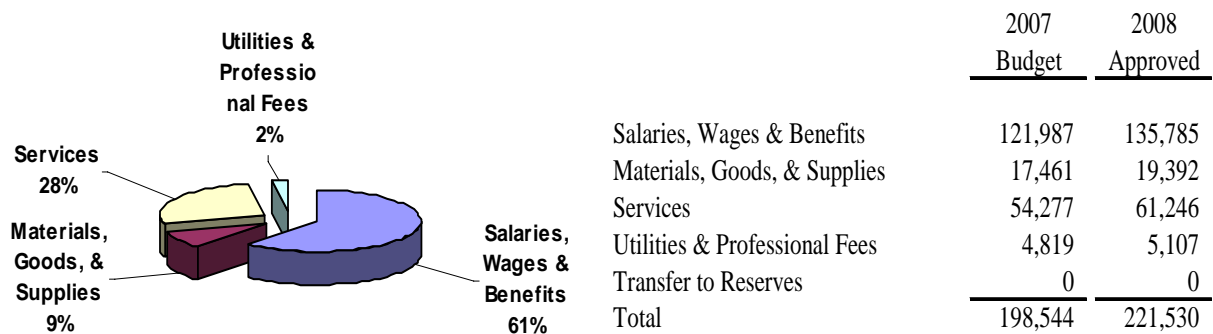 Utilities &
Professio
nal Fees
2%
Services
28%
Materials,
Goods, &
Supplies
9%
Salaries,
Wages &
Benefits
61%
2007 2008
Budget Approved
Salaries, Wages & Benefits 121,987 135,785
Materials, Goods, & Supplies 17,461 19,392
Services 54,277 61,246
Utilities & Professional Fees 4,819 5,107
Transfer to Reserves 0 0
Total 198,544 221,530